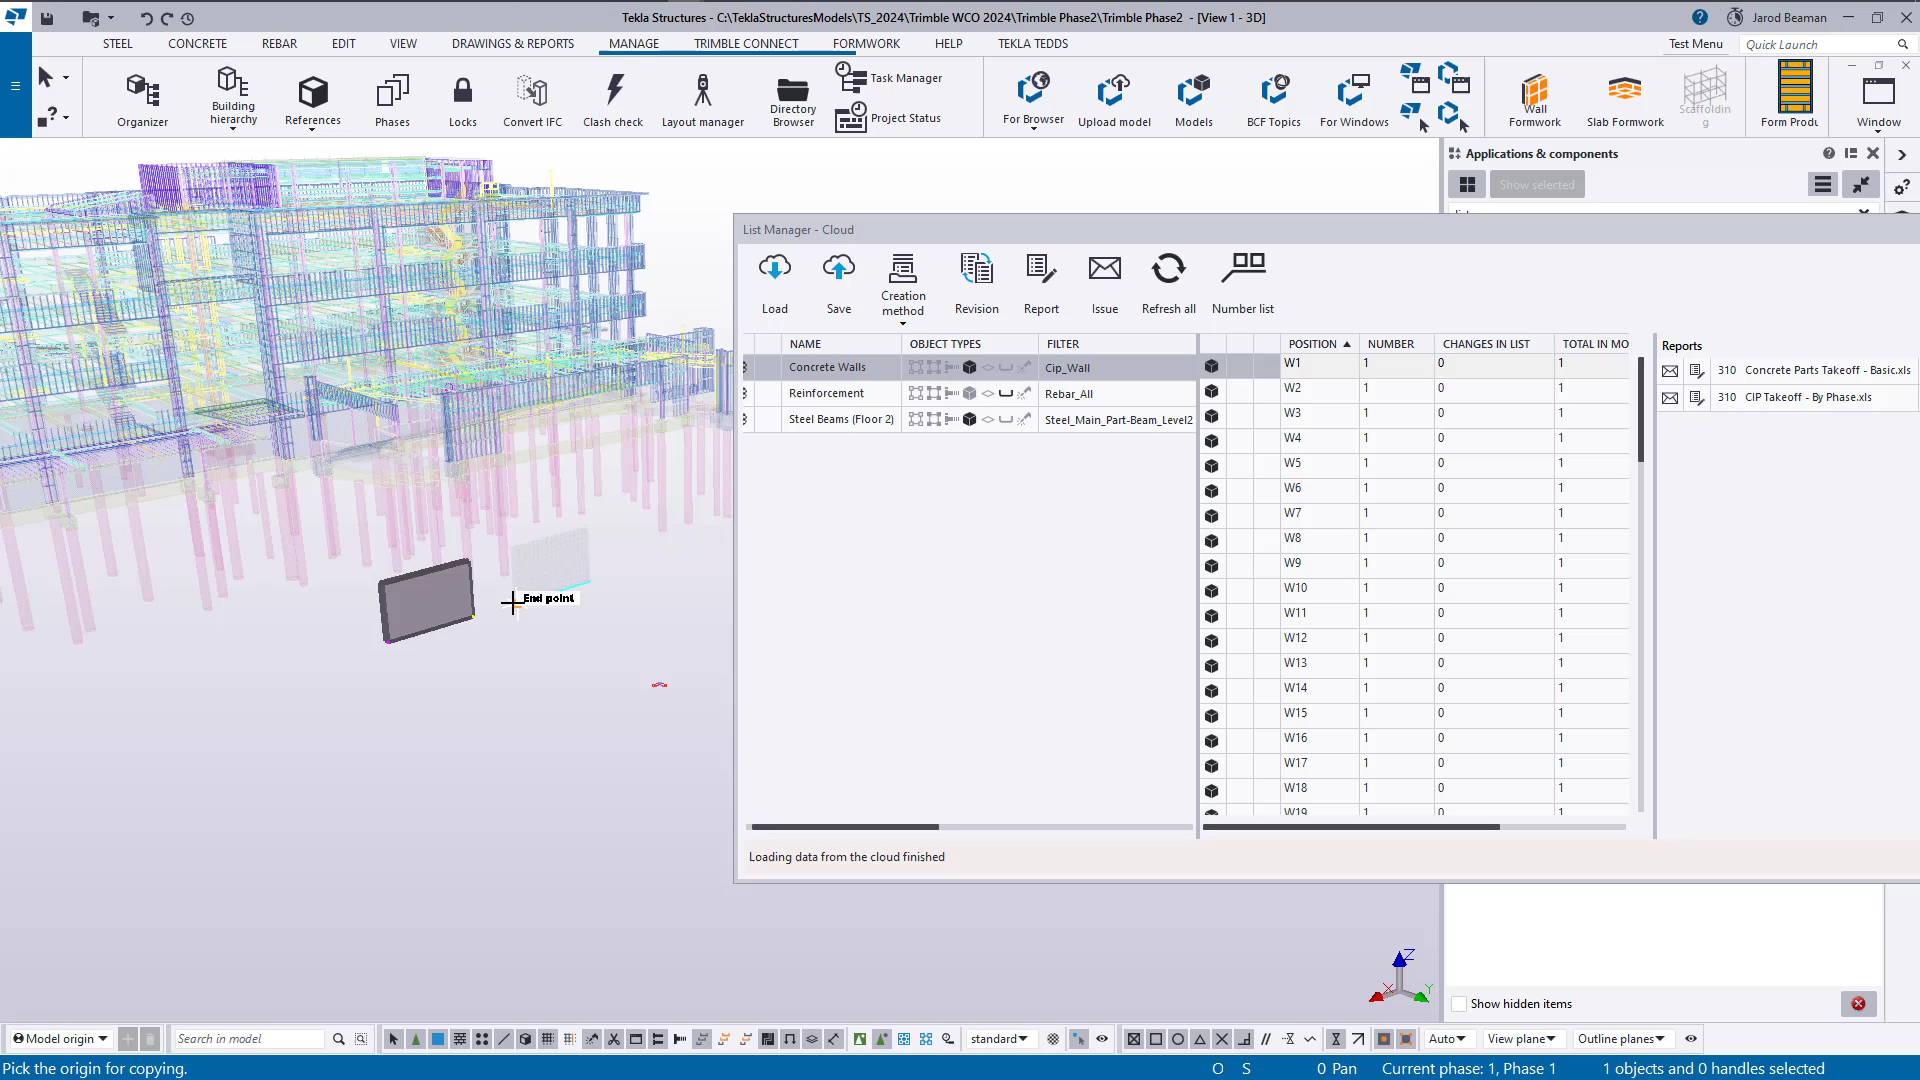 Tekla Structures - C:\TeklaStructuresModels\TS_2024\Trimble WCO 2024\Trimble Phase2\Trimble Phase2 - [View 1 - 3D]
Jarod Beaman
STEEL CONCRETE REBAR EDIT VIEW DRAWINGS & REPORTS MANAGE TRIMBLE CONNECT FORMWORK HELP TEKLA TEDDS
Test Menu
Quick Launch
Organizer
Building hierarchy
References
Phases
Locks
Convert IFC
Clash check
Layout manager
Directory Browser
Task Manager
Project Status
For Browser
Upload model
Models
BCF Topics
For Windows
Wall Formwork
Slab Formwork
Scaffoldin
g
Form Produ
Window
Applications & components
Show selected
List Manager - Cloud
Load
Save
Creation method
Revision
Report
Issue
Refresh all
Number list
NAME OBJECT TYPES FILTER
Concrete Walls Cip_Wall
Reinforcement Rebar_All
Steel Beams (Floor 2) Steel_Main_Part-Beam_Level2
POSITION NUMBER CHANGES IN LIST TOTAL IN MO
W1 1 0 1
W2 1 0 1
W3 1 0 1
W4 1 0 1
W5 1 0 1
W6 1 0 1
W7 1 0 1
W8 1 0 1
W9 1 0 1
W10 1 0 1
W11 1 0 1
W12 1 0 1
W13 1 0 1
W14 1 0 1
W15 1 0 1
W16 1 0 1
W17 1 0 1
W18 1 0 1
W19 1 0 1
Reports
310 Concrete Parts Takeoff - Basic.xls
310 CIP Takeoff - By Phase.xls
End point
Loading data from the cloud finished
Z
X
Y
Show hidden items
Model origin
Search in model
standard
Auto
View plane
Outline planes
Pick the origin for copying.
O S 0 Pan Current phase: 1, Phase 1 1 objects and 0 handles selected